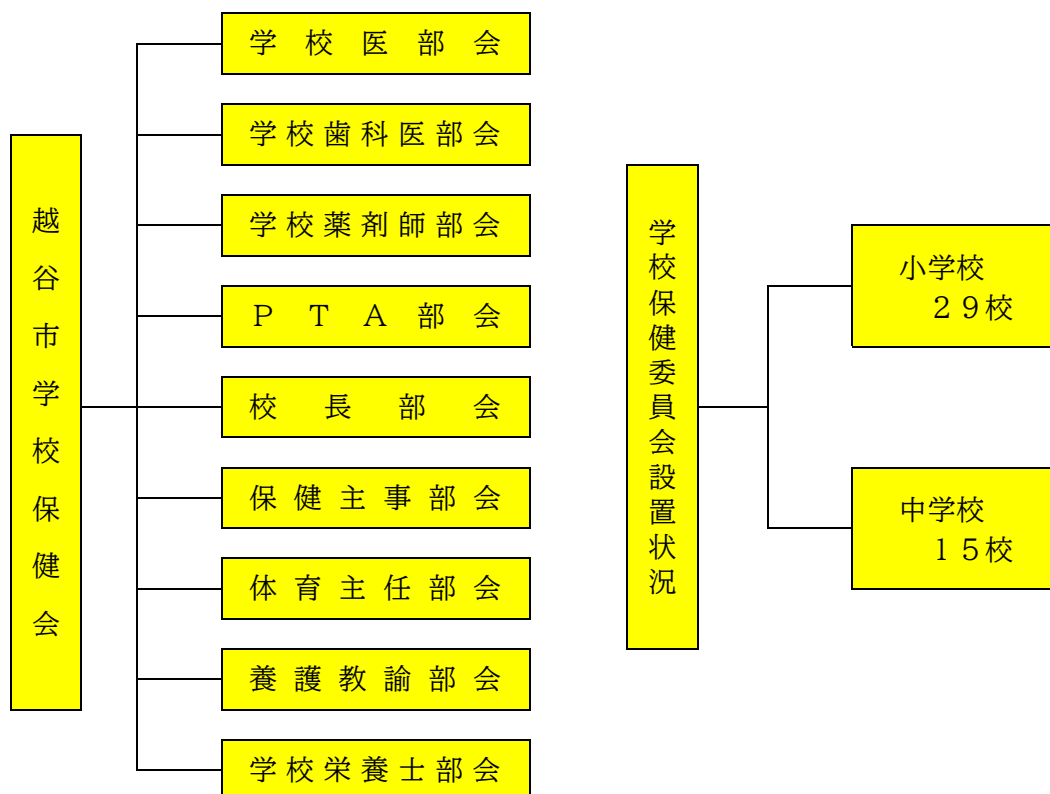 越谷市学校保健会
学校医部会
学校歯科医部会
学校薬剤師部会
ＰＴＡ部会
校長部会
保健主事部会
体育主任部会
養護教諭部会
学校栄養士部会
学校保健委員会設置状況
小学校
２９校
中学校
１５校